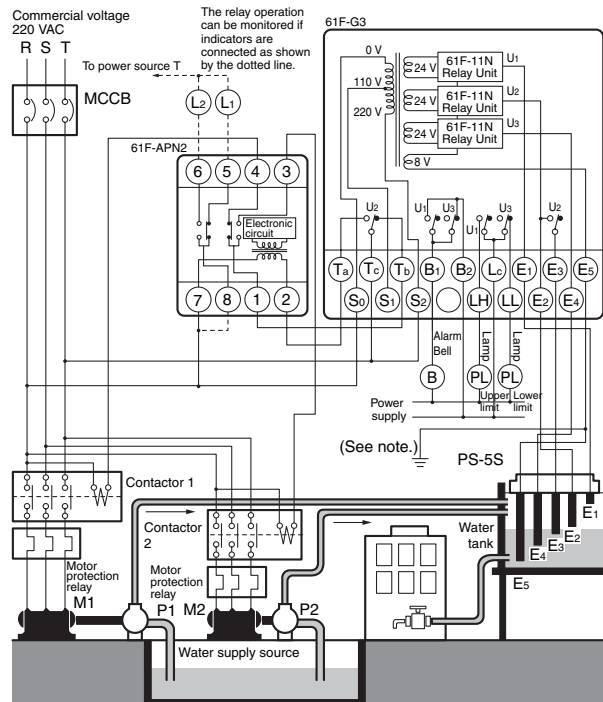 Commercial voltage
220 VAC
R S T
The relay operation
can be monitored if
indicators are
connected as shown
by the dotted line.
To power source T
MCCB
L2
L1
61F-APN2
6
5
4
3
Electronic
circuit
7
8
1
2
61F-G3
0 V
110 V
220 V
24 V
61F-11N
Relay Unit
U1
24 V
61F-11N
Relay Unit
U2
24 V
61F-11N
Relay Unit
U3
8 V
U2
U1
U3
U1
U3
U2
Ta
Tc
Tb
B1
B2
Lc
E1
E3
E5
S0
S1
S2
LH
LL
E2
E4
Alarm
Bell
Lamp
Lamp
B
PL
PL
Power
supply
Upper
limit
Lower
limit
(See note.)
PS-5S
Contactor 1
Contactor
2
Water
tank
E1
E2
E3
E4
E5
Motor
protection
relay
Motor
protection
relay
M1
P1
M2
P2
Water supply source